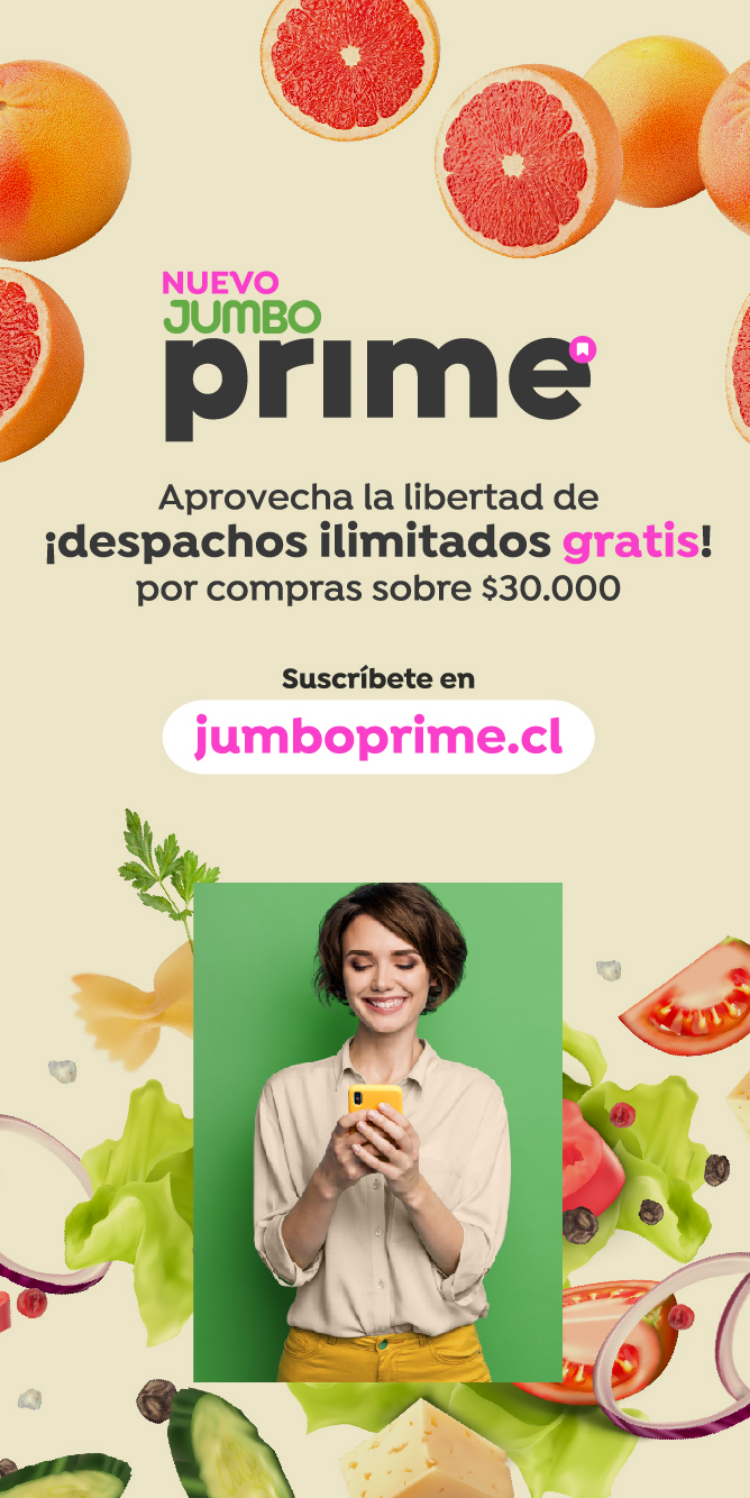 NUEVO
JUMBO
prime
Aprovecha la libertad de
¡despachos ilimitados gratis!
por compras sobre $30.000
Suscríbete en
jumboprime.cl